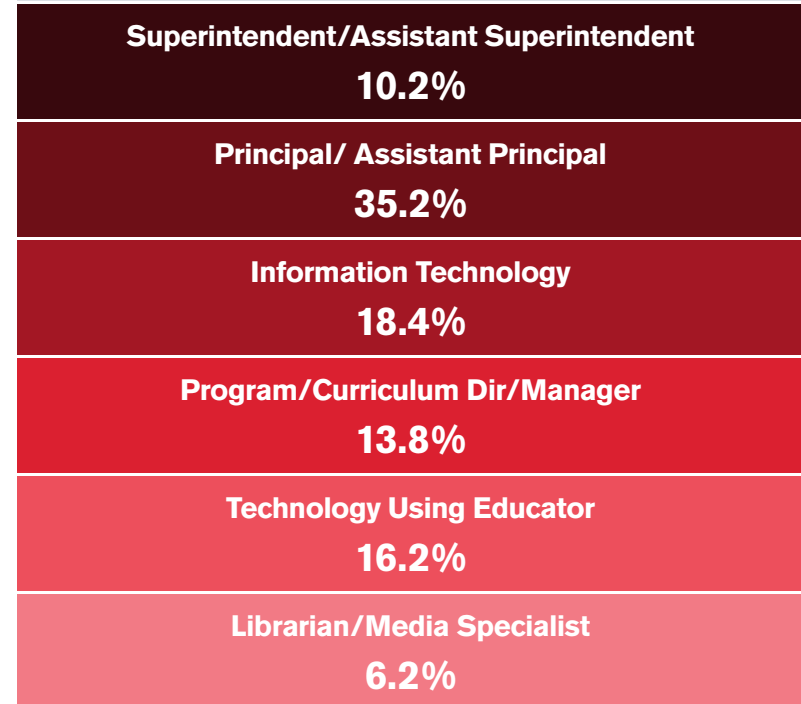 Superintendent/Assistant Superintendent
10.2%
Principal/ Assistant Principal
35.2%
Information Technology
18.4%
Program/Curriculum Dir/Manager
13.8%
Technology Using Educator
16.2%
Librarian/Media Specialist
6.2%